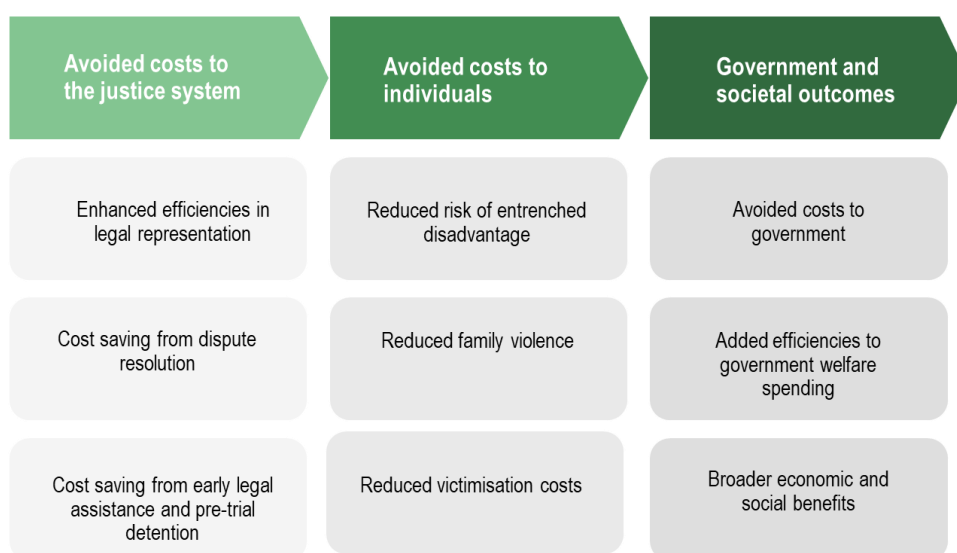 Avoided costs to
the justice system
Avoided costs to
individuals
Government and
societal outcomes
Enhanced efficiencies in
legal representation
Reduced risk of entrenched
disadvantage
Avoided costs to
government
Cost saving from dispute
resolution
Reduced family violence
Added efficiencies to
government welfare
spending
Cost saving from early legal
assistance and pre-trial
detention
Reduced victimisation costs
Broader economic and
social benefits